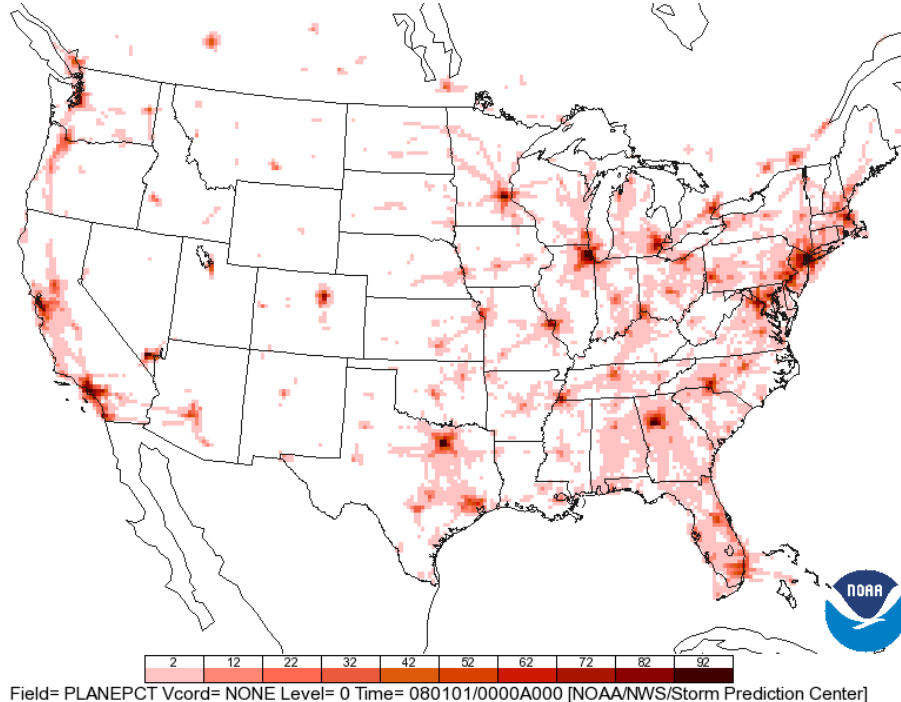 NOAA
2 12 22 32 42 52 62 72 82 92
Field= PLANEPCT Vcord= NONE Level= 0 Time= 080101/0000A000 [NOAA/NWS/Storm Prediction Center]